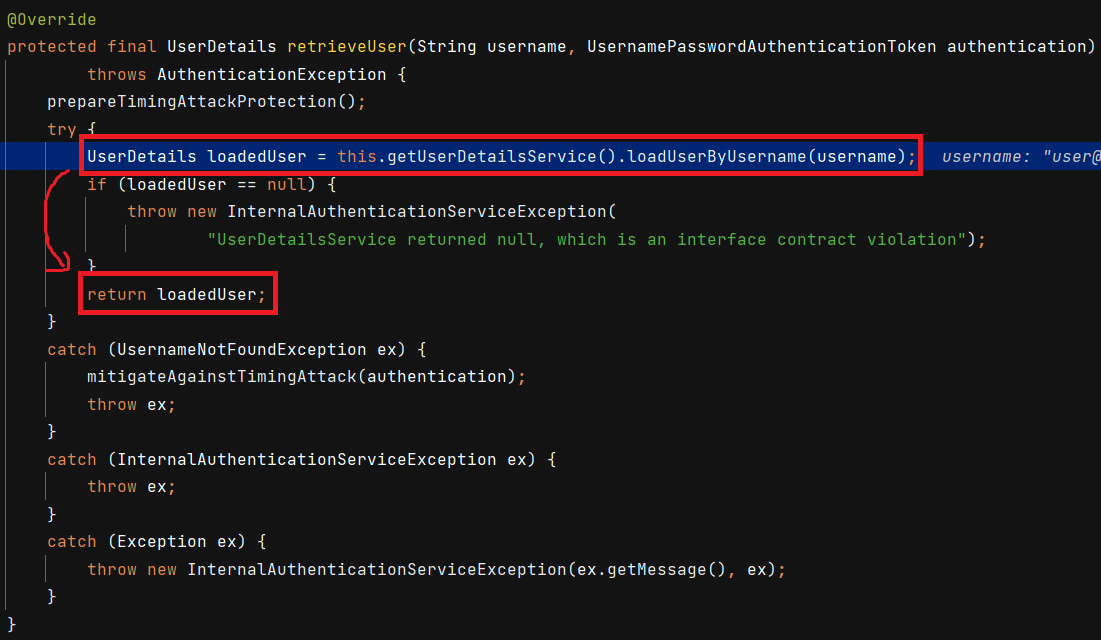 @Override
protected final UserDetails retrieveUser(String username, UsernamePasswordAuthenticationToken authentication)
        throws AuthenticationException {
    prepareTimingAttackProtection();
    try {
        UserDetails loadedUser = this.getUserDetailsService().loadUserByUsername(username);   username: "user@
        if (loadedUser == null) {
            throw new InternalAuthenticationServiceException(
                    "UserDetailsService returned null, which is an interface contract violation");
        }
        return loadedUser;
    }
    catch (UsernameNotFoundException ex) {
        mitigateAgainstTimingAttack(authentication);
        throw ex;
    }
    catch (InternalAuthenticationServiceException ex) {
        throw ex;
    }
    catch (Exception ex) {
        throw new InternalAuthenticationServiceException(ex.getMessage(), ex);
    }
}